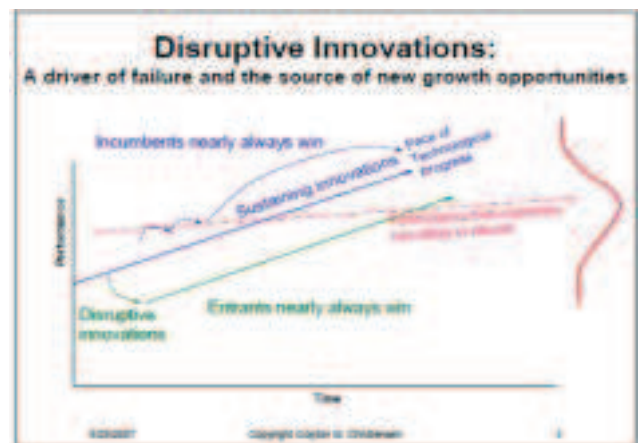 Disruptive Innovations:
A driver of failure and the source of new growth opportunities
Incumbents nearly always win
Pace of
Technological
Progress
Sustaining innovations
Performance
Disruptive
innovations
Entrants nearly always win
Time
Copyright Clayton M. Christensen